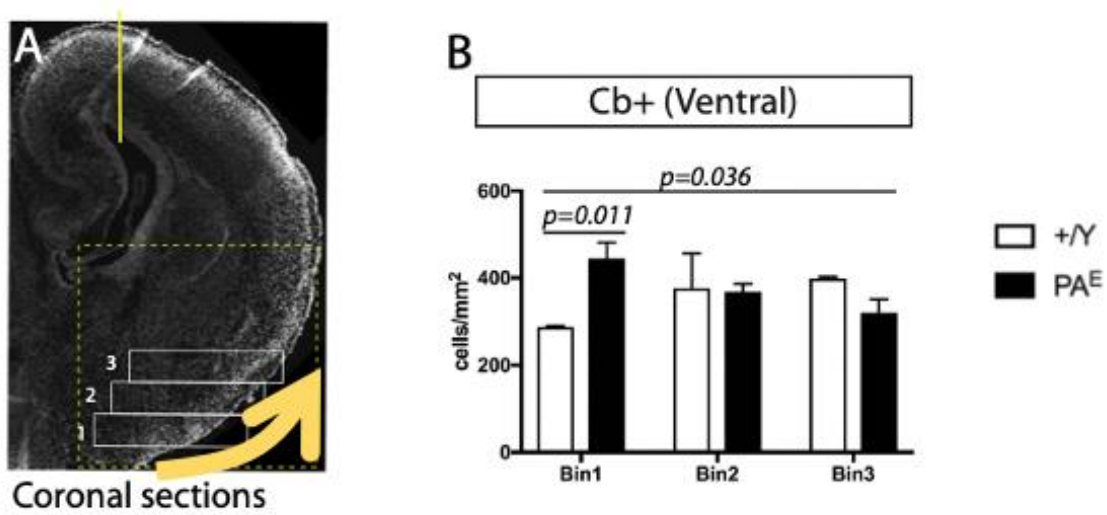 A
3
2
1
Coronal sections
B
Cb+ (Ventral)
p=0.036
p=0.011
600
400
200
0
cells/mm²
Bin1
Bin2
Bin3
+/Y
PAᴱ